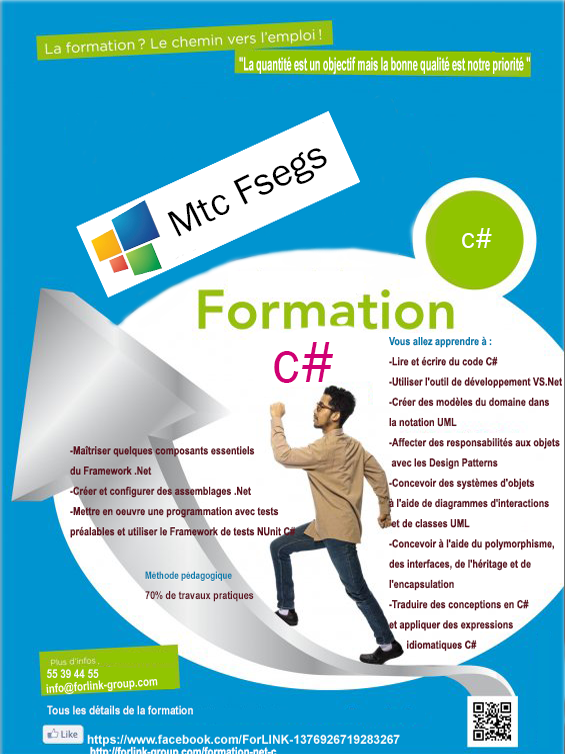 La formation ? Le chemin vers l'emploi !
"La quantité est un objectif mais la bonne qualité est notre priorité "
Mtc Fsegs
c#
Formation
c#
Vous allez apprendre à :
-Lire et écrire du code C#
-Utiliser l'outil de développement VS.Net
-Créer des modèles du domaine dans
la notation UML
-Affecter des responsabilités aux objets
avec les Design Patterns
-Concevoir des systèmes d'objets
à l'aide de diagrammes d'interactions
et de classes UML
-Concevoir à l'aide du polymorphisme,
des interfaces, de l'héritage et de
l'encapsulation
-Traduire des conceptions en C#
et appliquer des expressions
idiomatiques C#
-Maîtriser quelques composants essentiels
du Framework .Net
-Créer et configurer des assemblages .Net
-Mettre en oeuvre une programmation avec tests
préalables et utiliser le Framework de tests NUnit C#
Méthode pédagogique
70% de travaux pratiques
Plus d'infos .
55 39 44 55
info@forlink-group.com
Tous les détails de la formation
Like
https://www.facebook.com/ForLINK-1376926719283267
http://forlink-group.com/formation-net-c